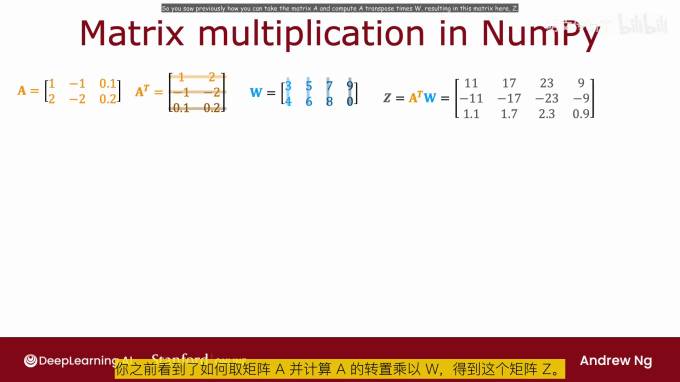 So you saw previously how you can take the matrix A and compute A transpose times W, resulting in this matrix here, Z.
Matrix multiplication in NumPy
bilibili
A = [1 −1 0.1 Aᵀ = [1 2 W = [3 5 7 9 Z = AᵀW = [11 17 23 9
2 −2 0.2] −1 −2 4 6 8 0] −11 −17 −23 −9
0.1 0.2] 1.1 1.7 2.3 0.9]
DeepLearning.AI Stanford Andrew Ng
你之前看到了如何取矩阵 A 并计算 A 的转置乘以 W，得到这个矩阵 Z。